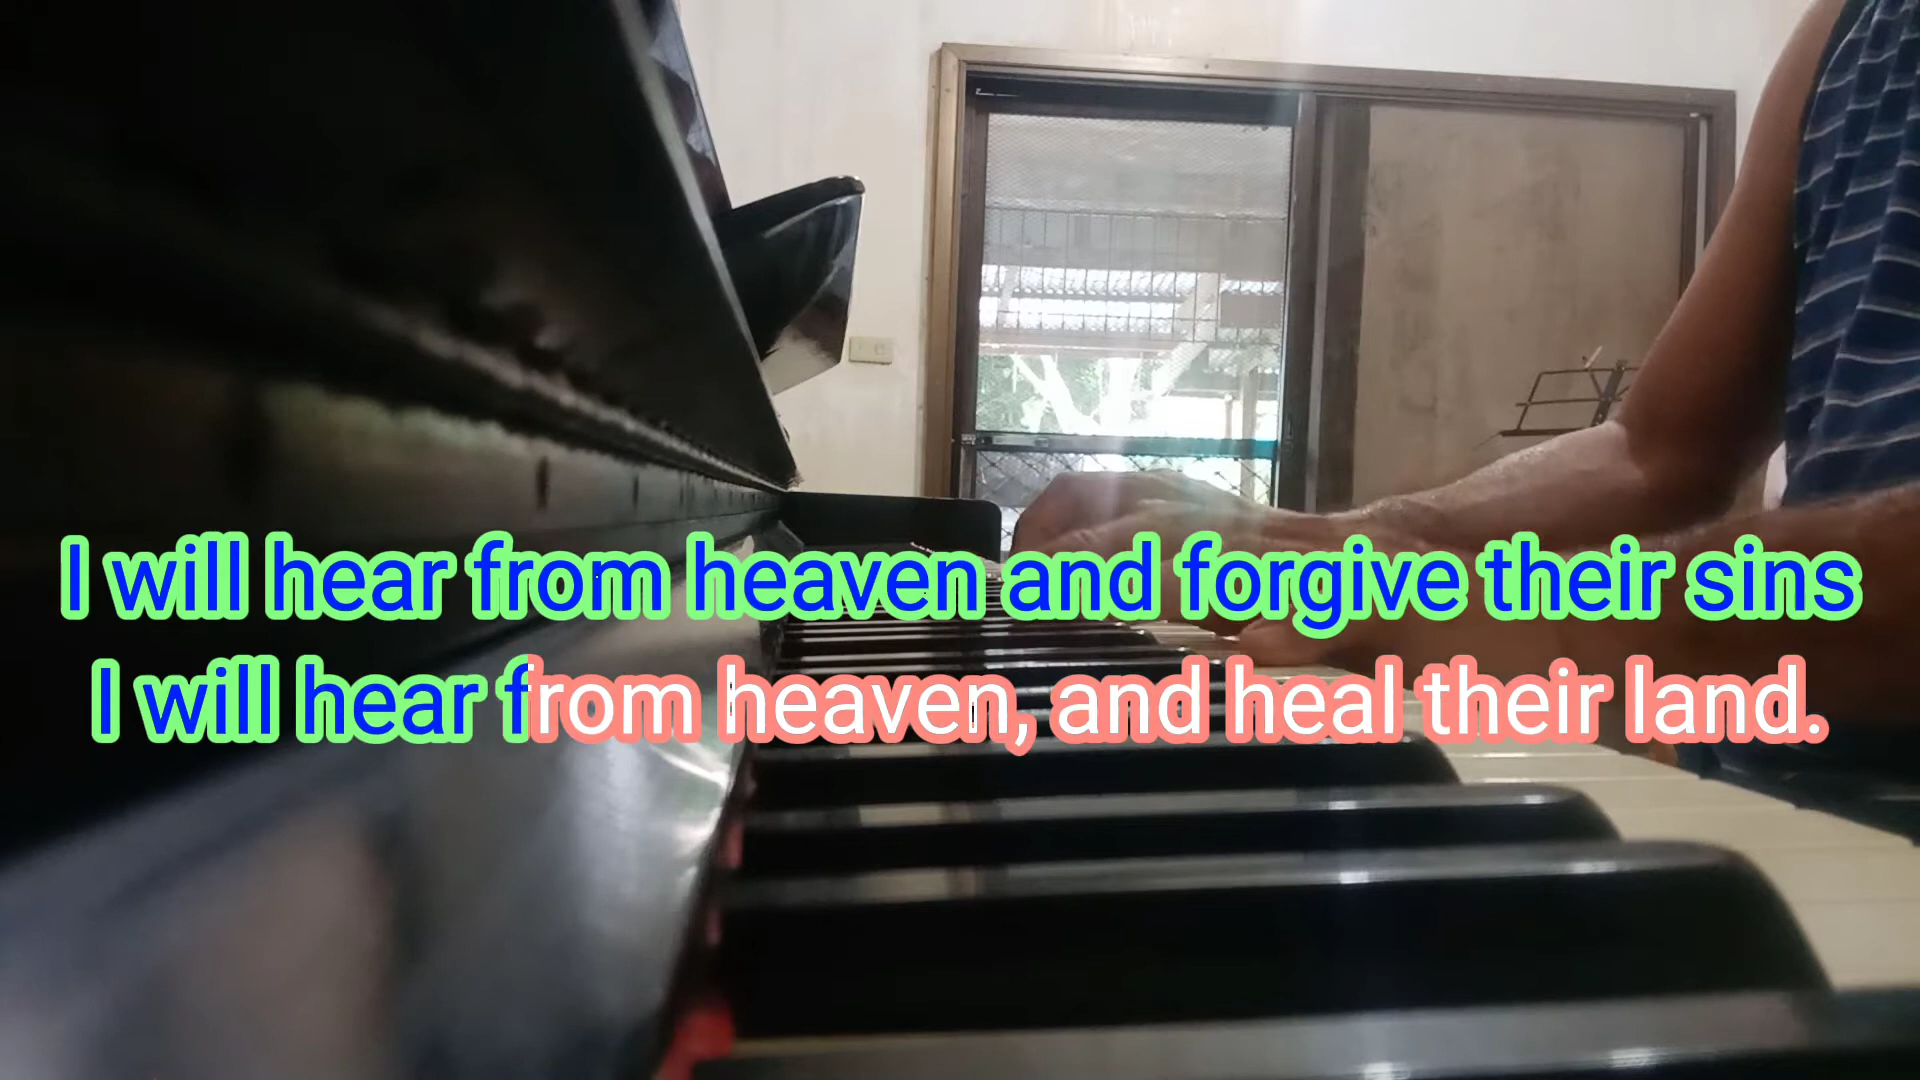 I will hear from heaven and forgive their sins
I will hear from heaven, and heal their land.